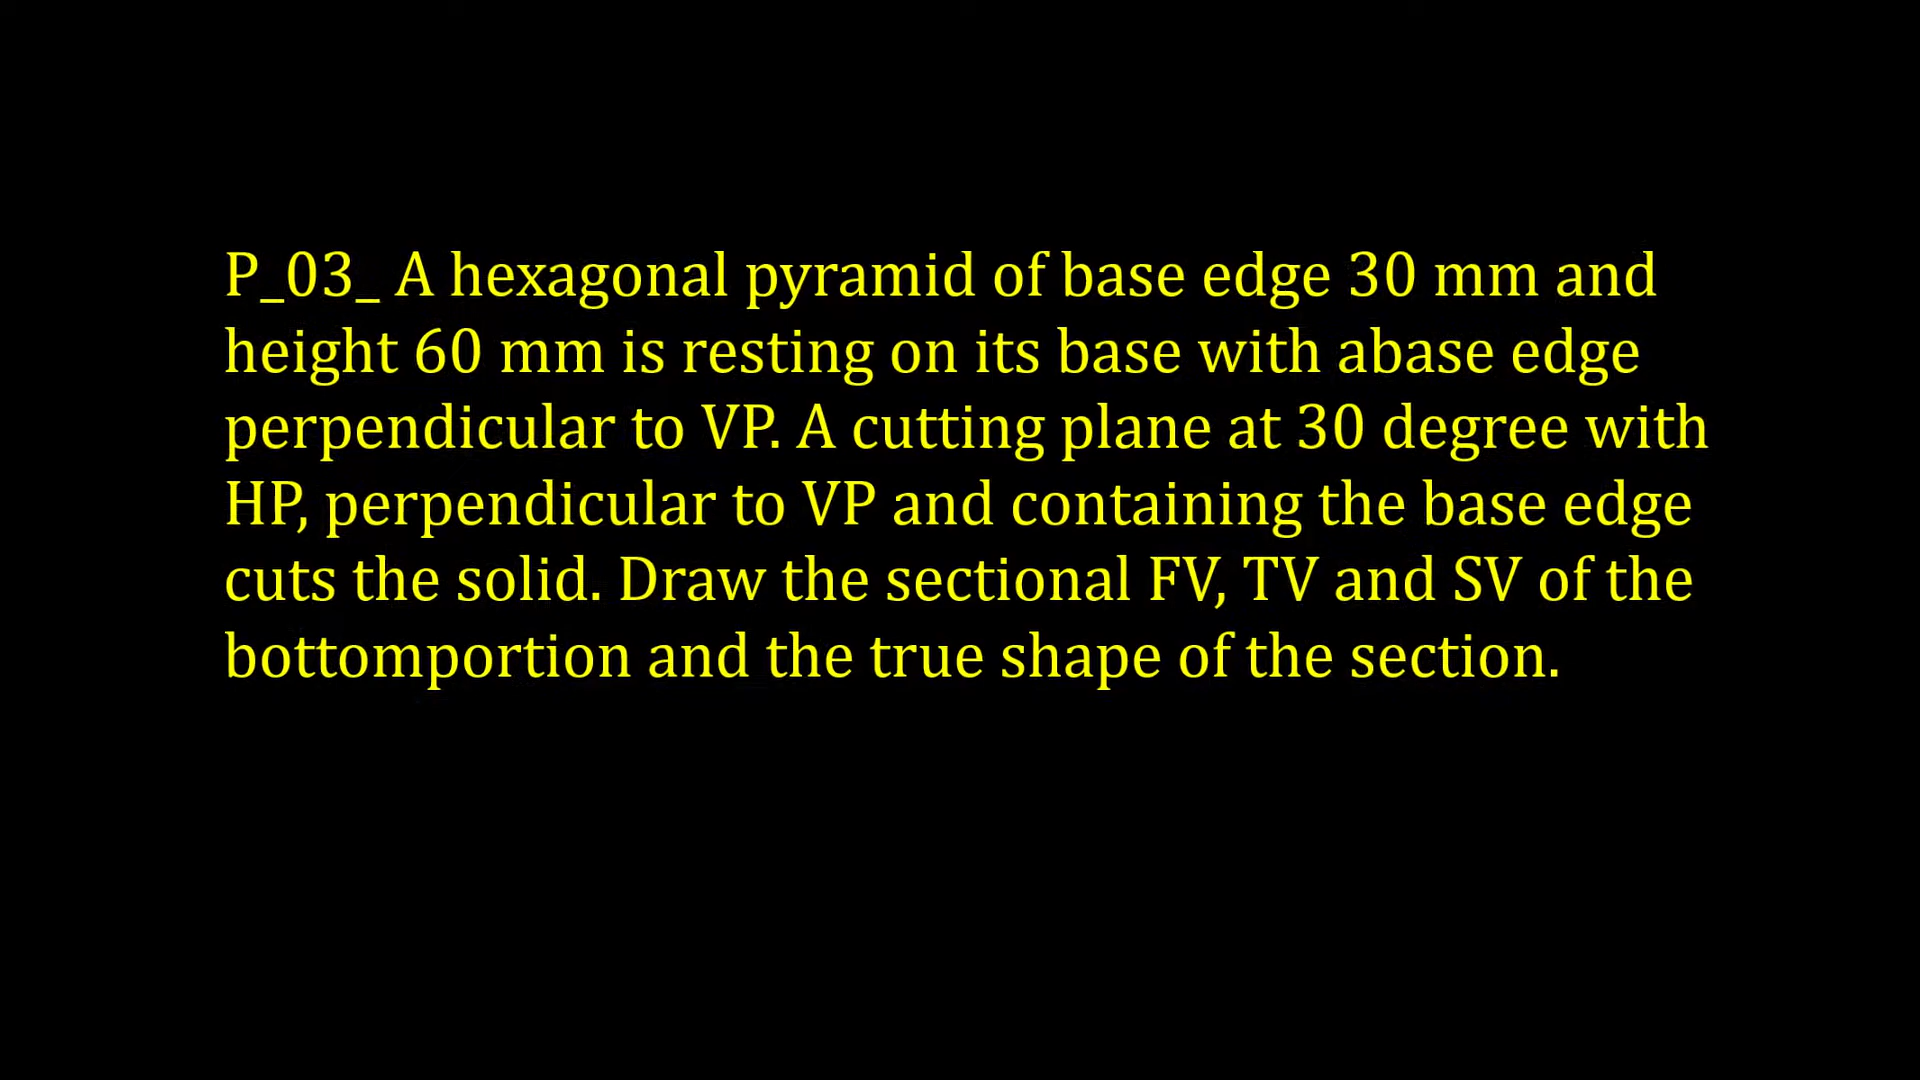 P_03_ A hexagonal pyramid of base edge 30 mm and
height 60 mm is resting on its base with abase edge
perpendicular to VP. A cutting plane at 30 degree with
HP, perpendicular to VP and containing the base edge
cuts the solid. Draw the sectional FV, TV and SV of the
bottomportion and the true shape of the section.